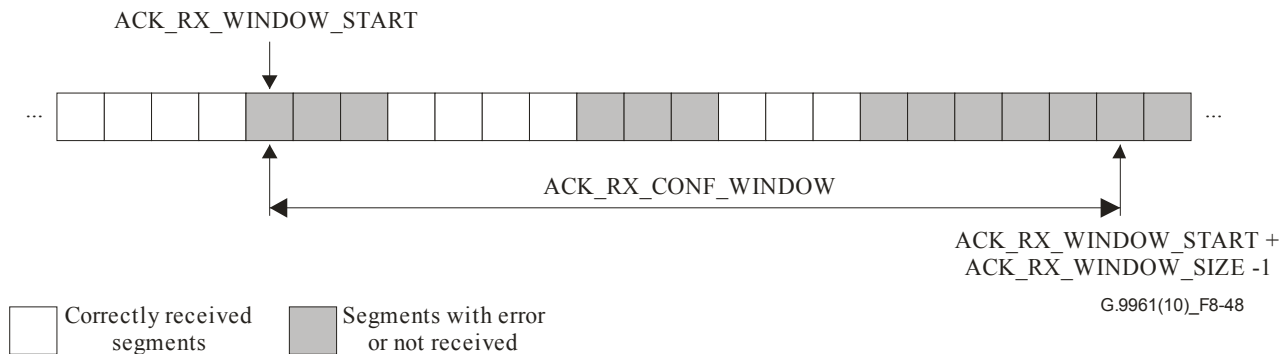 ACK_RX_WINDOW_START
... ...
ACK_RX_CONF_WINDOW
ACK_RX_WINDOW_START +
ACK_RX_WINDOW_SIZE -1
G.9961(10)_F8-48
Correctly received
segments
Segments with error
or not received